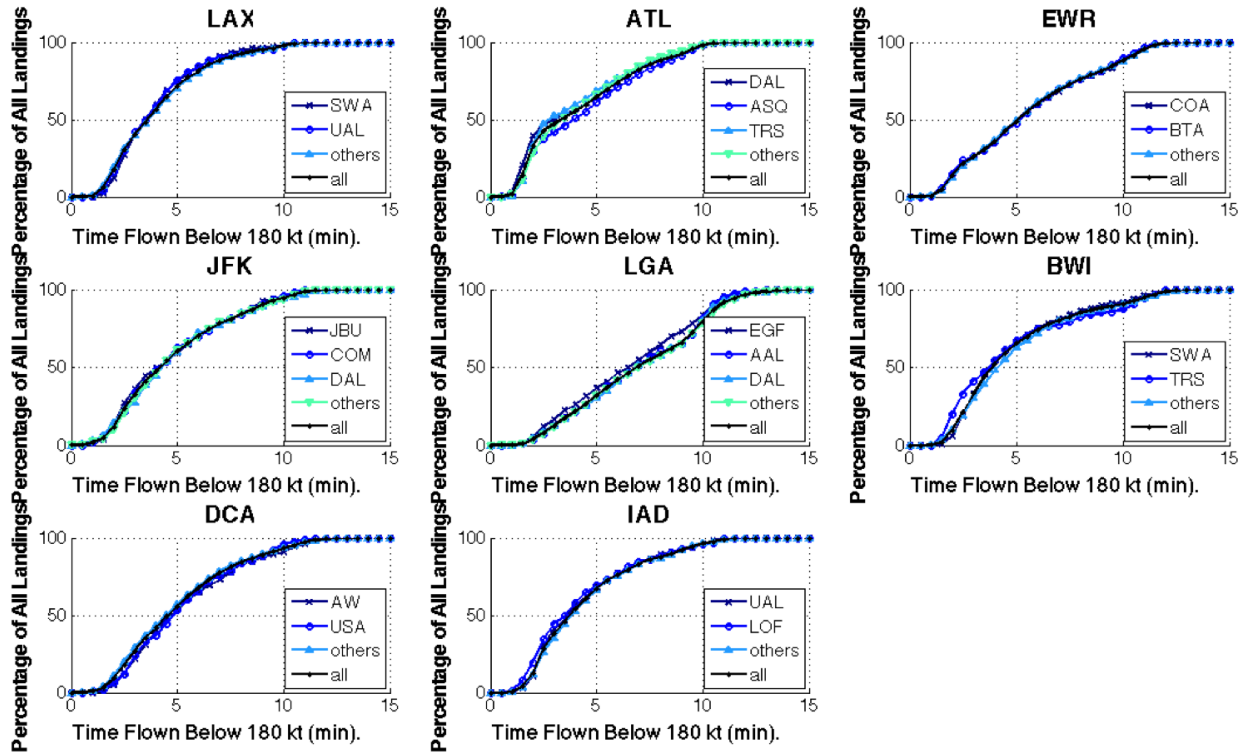 LAX
Percentage of All Landings
100
50
0
SWA
UAL
others
all
0 5 10 15
Time Flown Below 180 kt (min).
ATL
Percentage of All Landings
100
50
0
DAL
ASQ
TRS
others
all
0 5 10 15
Time Flown Below 180 kt (min).
EWR
Percentage of All Landings
100
50
0
COA
BTA
others
all
0 5 10 15
Time Flown Below 180 kt (min).
JFK
Percentage of All Landings
100
50
0
JBU
COM
DAL
others
all
0 5 10 15
Time Flown Below 180 kt (min).
LGA
Percentage of All Landings
100
50
0
EGF
AAL
DAL
others
all
0 5 10 15
Time Flown Below 180 kt (min).
BWI
Percentage of All Landings
100
50
0
SWA
TRS
others
all
0 5 10 15
Time Flown Below 180 kt (min).
DCA
Percentage of All Landings
100
50
0
AW
USA
others
all
0 5 10 15
Time Flown Below 180 kt (min).
IAD
Percentage of All Landings
100
50
0
UAL
LOF
others
all
0 5 10 15
Time Flown Below 180 kt (min).